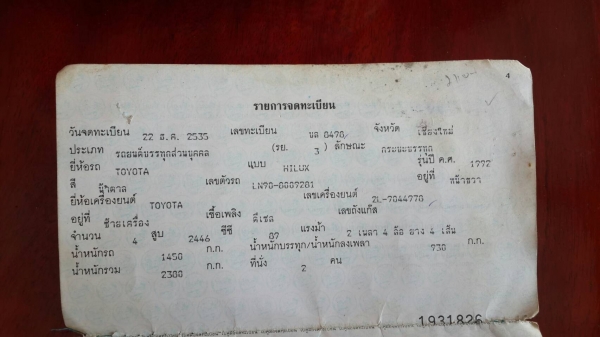 4
รายการจดทะเบียน
วันจดทะเบียน 22 ธ.ค. 2535 เลขทะเบียน 8470 จังหวัด เชียงใหม่
ประเภท รถยนต์บรรทุกส่วนบุคคล (รย. 3 ) ลักษณะ กระบะบรรทุก
ยี่ห้อรถ TOYOTA แบบ HILUX รุ่นปี ค.ศ. 1992
สี น้ำตาล เลขตัวรถ LN90-0007201 อยู่ที่ หน้าขวา
ยี่ห้อเครื่องยนต์ TOYOTA เลขเครื่องยนต์ 2L-7044770
อยู่ที่ ซ้ายเครื่อง เชื้อเพลิง ดีเซล เลขถังแก๊ส
จำนวน 4 สูบ 2446 ซีซี 87 แรงม้า 2 เพลา 4 ล้อ ยาง 4 เส้น
น้ำหนักรถ 1450 ก.ก. น้ำหนักบรรทุก/น้ำหนักลงเพลา 930 ก.ก.
น้ำหนักรวม 2380 ก.ก. ที่นั่ง 2 คน
1931826